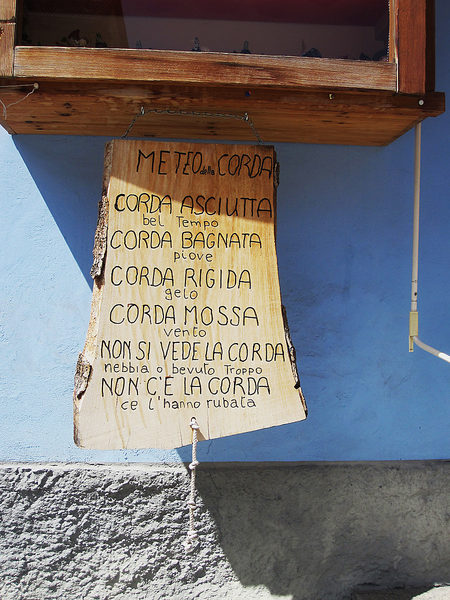 METEO della CORDA
CORDA ASCIUTTA
bel Tempo
CORDA BAGNATA
piove
CORDA RIGIDA
gelo
CORDA MOSSA
vento
NON SI VEDE LA CORDA
nebbia o bevuto Troppo
NON C'È LA CORDA
ce l'hanno rubata